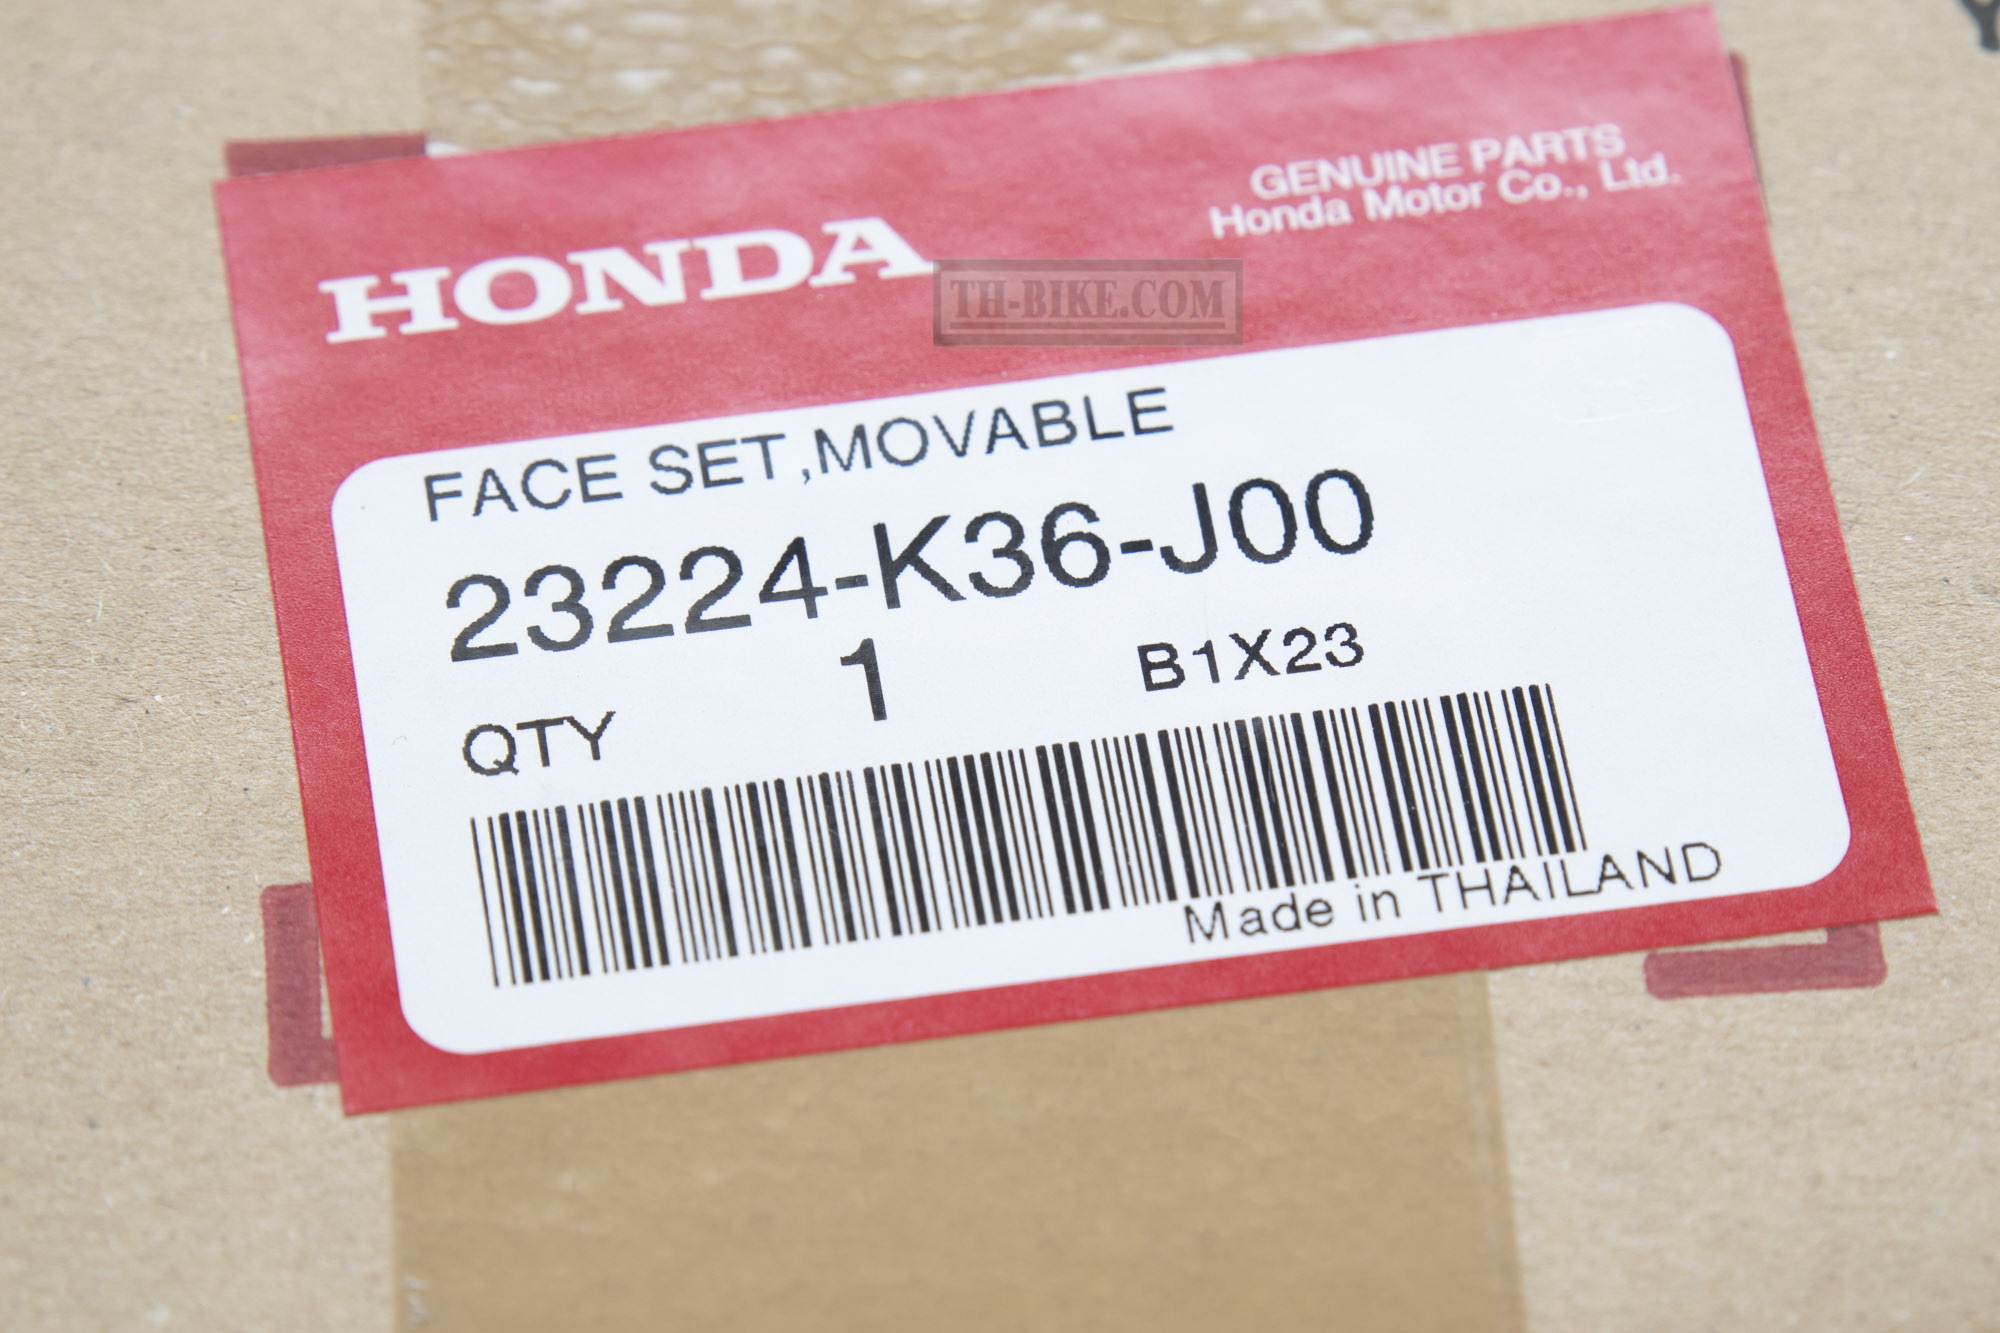 HONDA
GENUINE PARTS
Honda Motor Co., Ltd.
TH-BIKE.COM
FACE SET,MOVABLE
23224-K36-J00
1 B1X23
QTY
Made in THAILAND